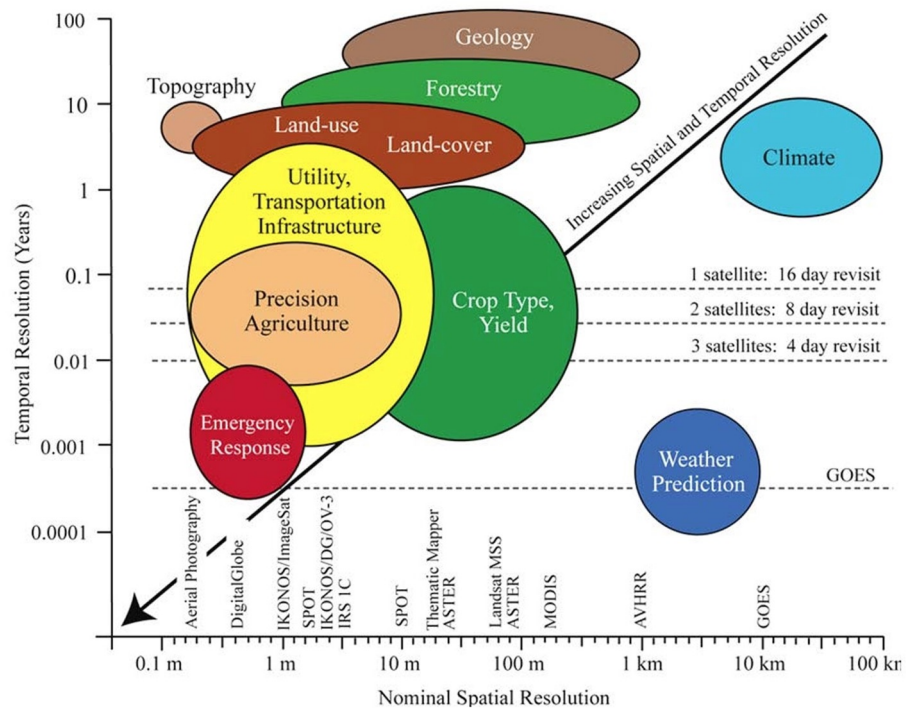 100
10
1
0.1
0.01
0.001
0.0001
Temporal Resolution (Years)
Geology
Forestry
Topography
Land-use
Land-cover
Climate
Increasing Spatial and Temporal Resolution
Utility,
Transportation
Infrastructure
Precision
Agriculture
Crop Type,
Yield
1 satellite: 16 day revisit
2 satellites: 8 day revisit
3 satellites: 4 day revisit
Emergency
Response
Weather
Prediction
GOES
Aerial Photography
DigitalGlobe
IKONOS/ImageSat
SPOT
IKONOS/DG/OV-3
IRS 1C
SPOT
Thematic Mapper
ASTER
Landsat MSS
ASTER
MODIS
AVHRR
GOES
0.1 m
1 m
10 m
100 m
1 km
10 km
100 k
Nominal Spatial Resolution